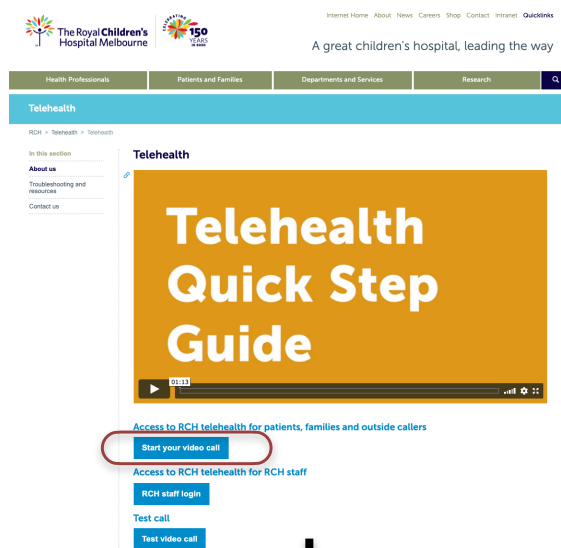 Internet Home About News Careers Shop Contact Intranet Quicklinks
The Royal Children's
Hospital Melbourne
CELEBRATING
150
YEARS
IN 2020
A great children's hospital, leading the way
Health Professionals Patients and Families Departments and Services Research
Telehealth
RCH > Telehealth > Telehealth
In this section
About us
Troubleshooting and
resources
Contact us
Telehealth
Telehealth
Quick Step
Guide
01:13
Access to RCH telehealth for patients, families and outside callers
Start your video call
Access to RCH telehealth for RCH staff
RCH staff login
Test call
Test video call